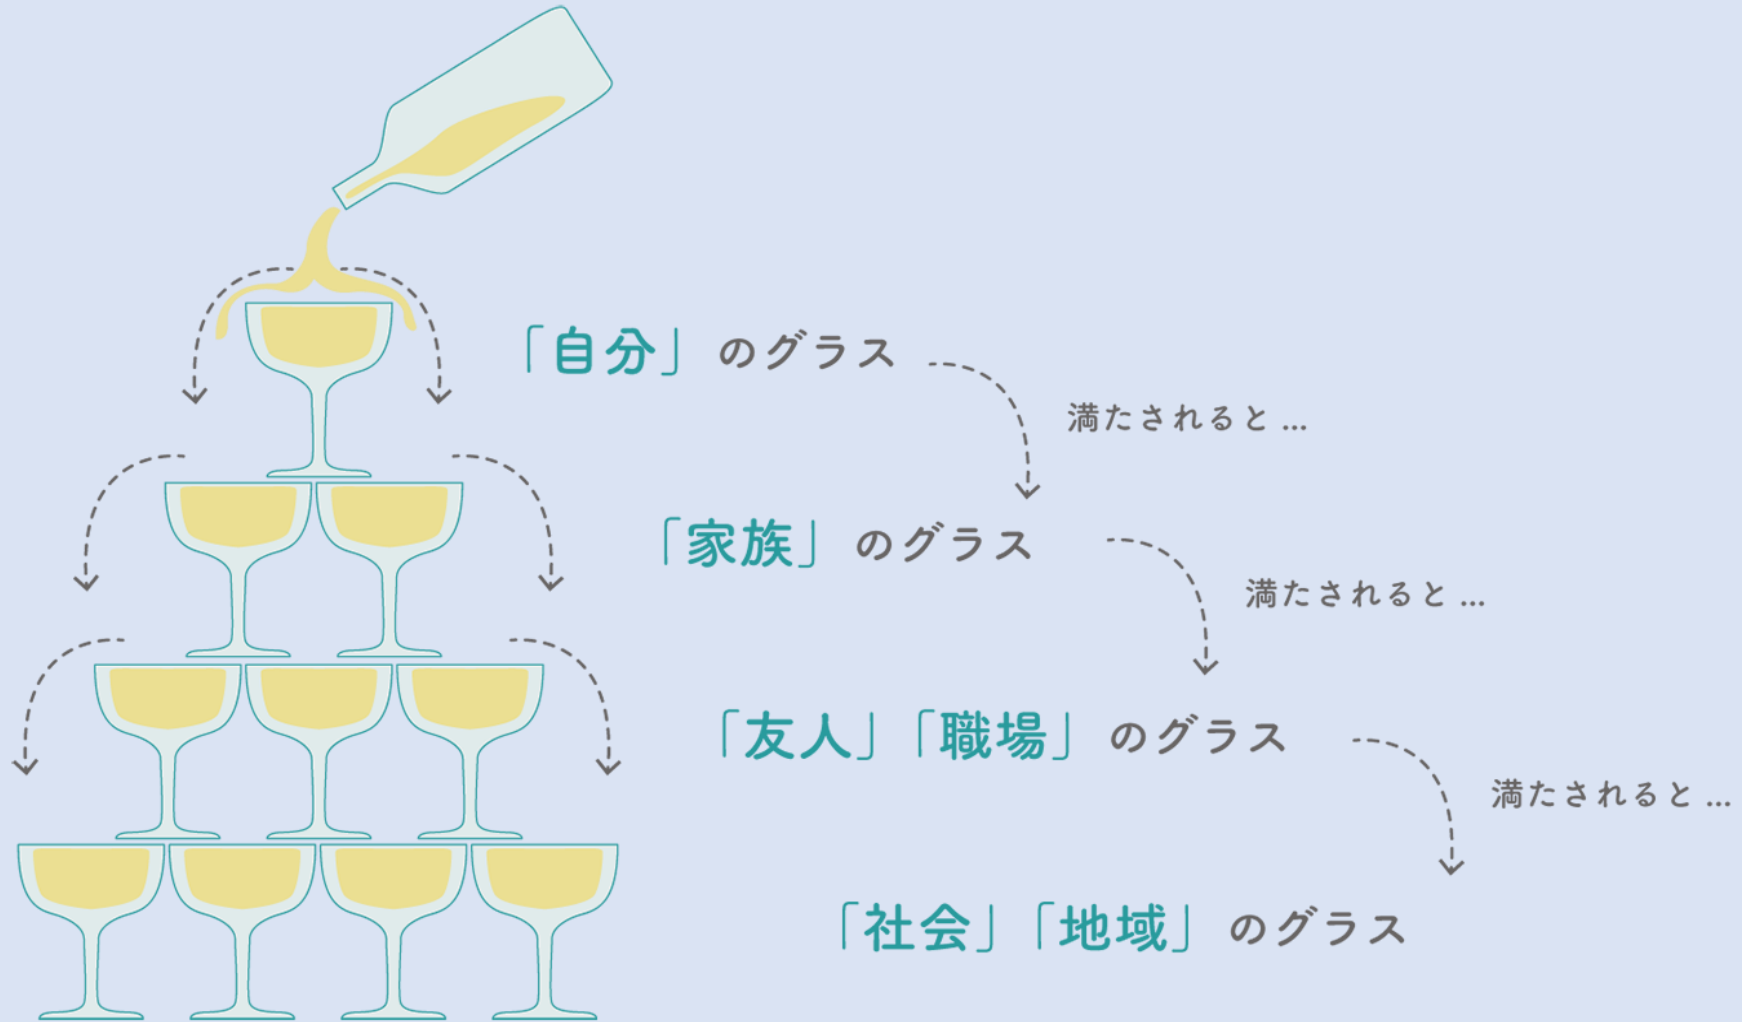 「自分」のグラス
満たされると...
「家族」のグラス
満たされると...
「友人」「職場」のグラス
満たされると...
「社会」「地域」のグラス